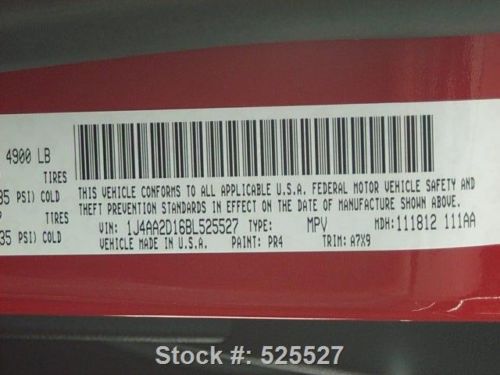 4900 LB
TIRES
35 PSI) COLD
TIRES
35 PSI) COLD
THIS VEHICLE CONFORMS TO ALL APPLICABLE U.S.A. FEDERAL MOTOR VEHICLE SAFETY AND
THEFT PREVENTION STANDARDS IN EFFECT ON THE DATE OF MANUFACTURE SHOWN ABOVE.
VIN: 1J4AA2D16BL525527 TYPE: MPV MDH: 111812 111AA
VEHICLE MADE IN U.S.A. PAINT: PR4 TRIM: A7X9
Stock #: 525527